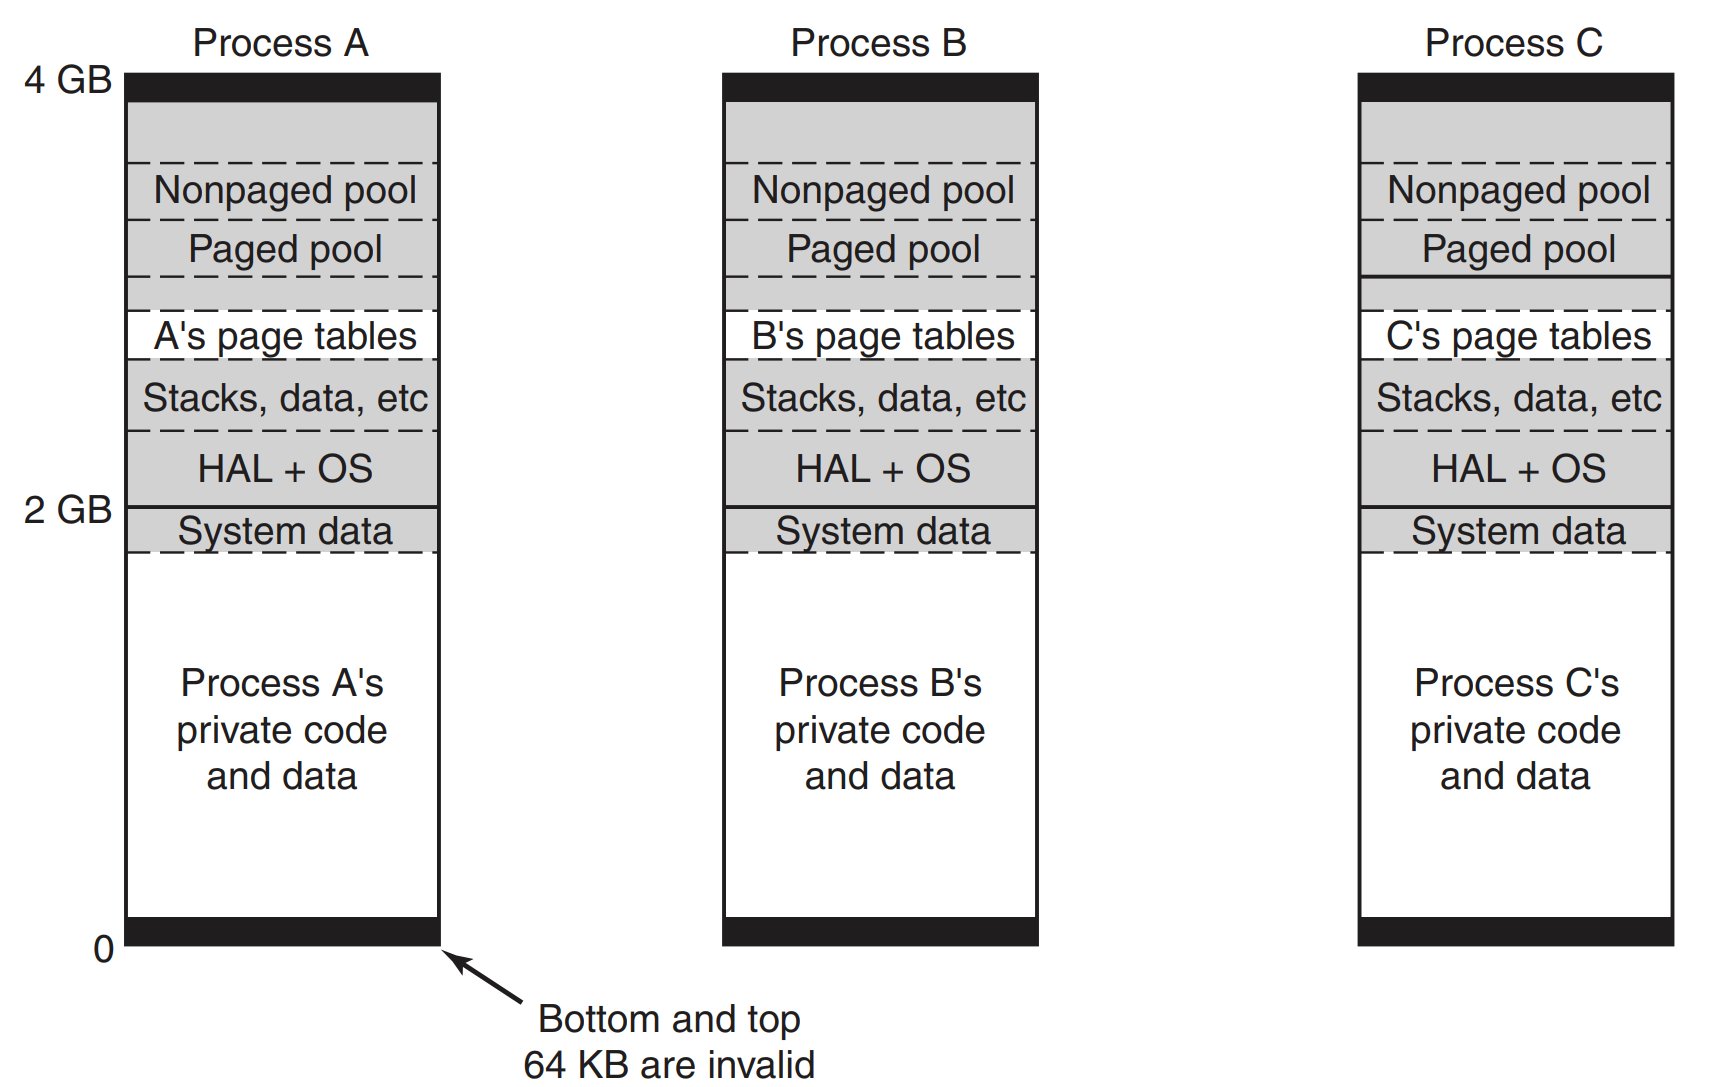 Process A
Process B
Process C
4 GB
Nonpaged pool
Nonpaged pool
Nonpaged pool
Paged pool
Paged pool
Paged pool
A's page tables
B's page tables
C's page tables
Stacks, data, etc
Stacks, data, etc
Stacks, data, etc
HAL + OS
HAL + OS
HAL + OS
2 GB
System data
System data
System data
Process A's
private code
and data
Process B's
private code
and data
Process C's
private code
and data
0
Bottom and top
64 KB are invalid